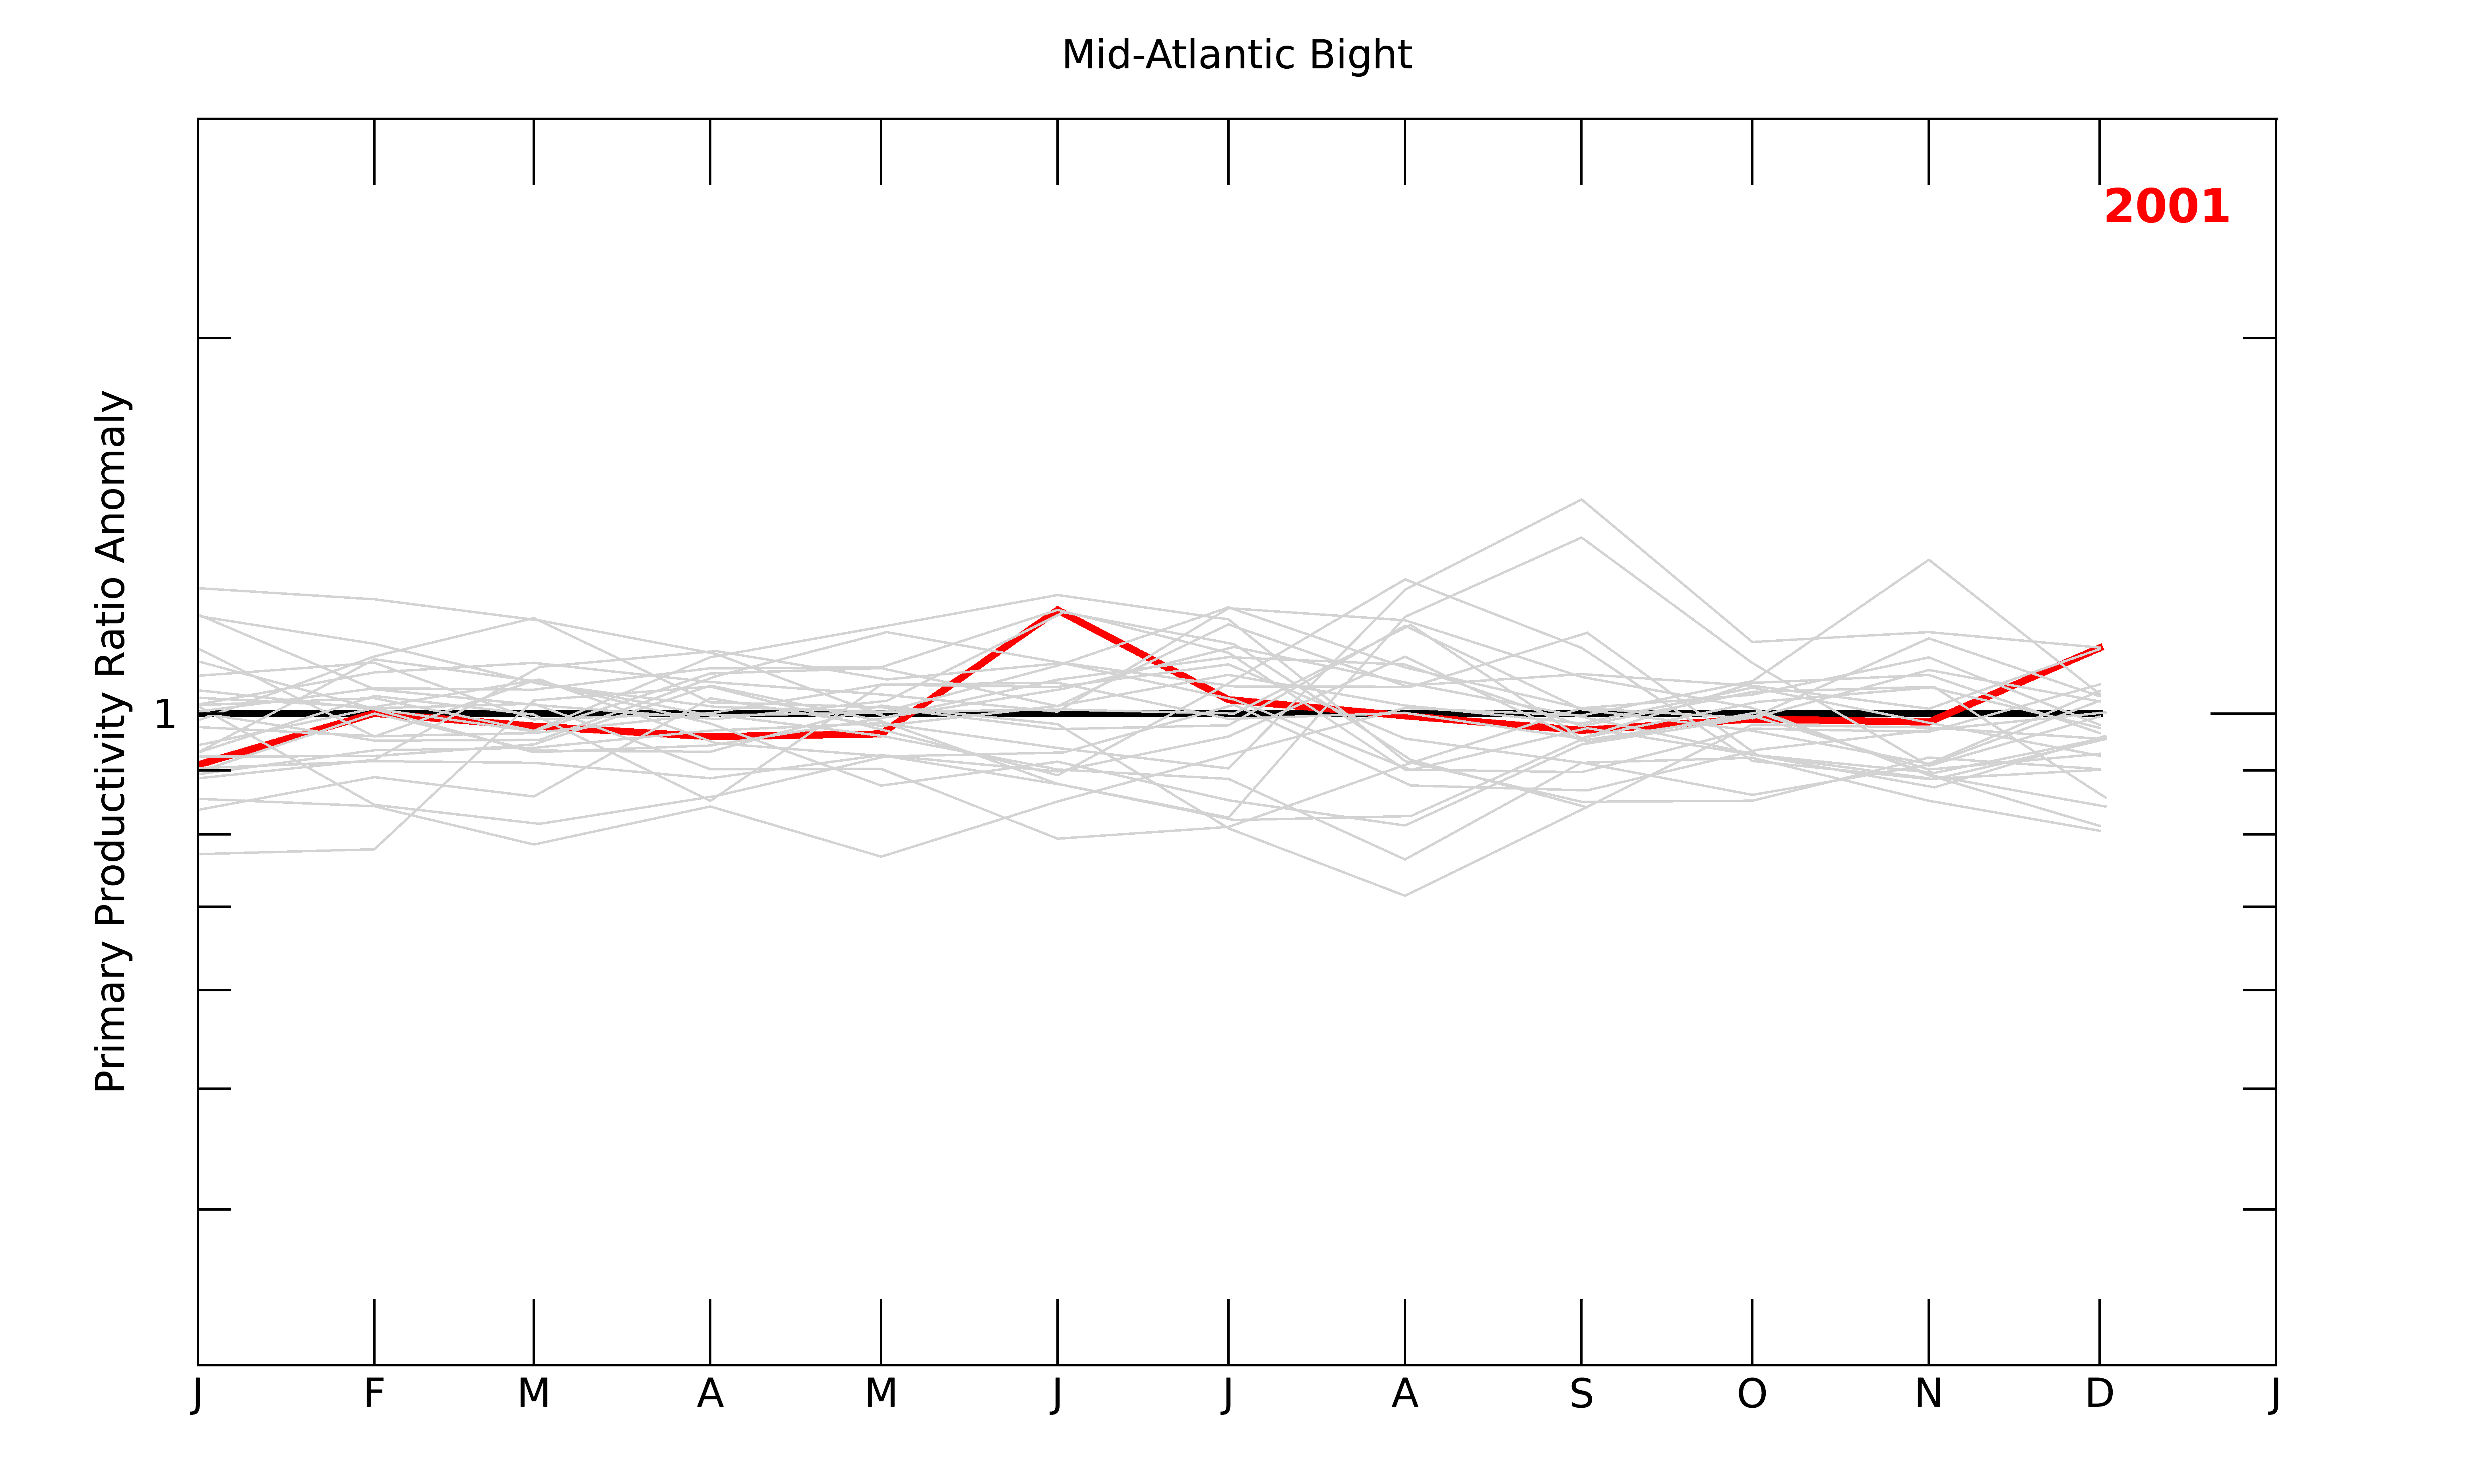 Mid-Atlantic Bight
2001
Primary Productivity Ratio Anomaly
1
J F M A M J J A S O N D J